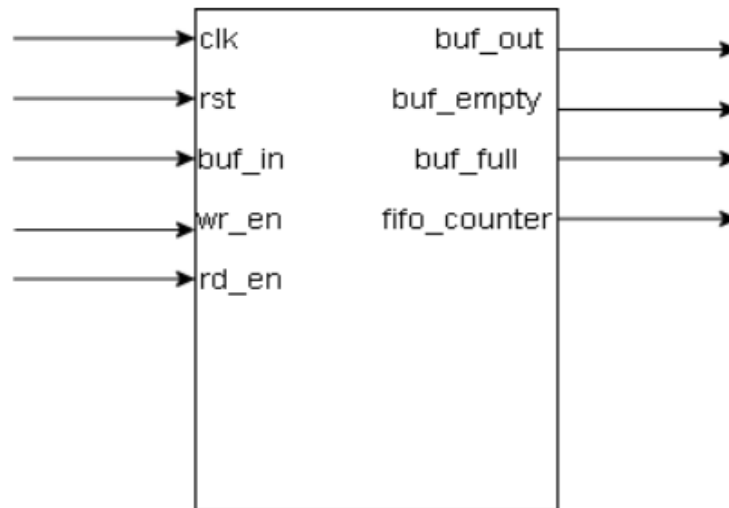 clk
rst
buf_in
wr_en
rd_en
buf_out
buf_empty
buf_full
fifo_counter